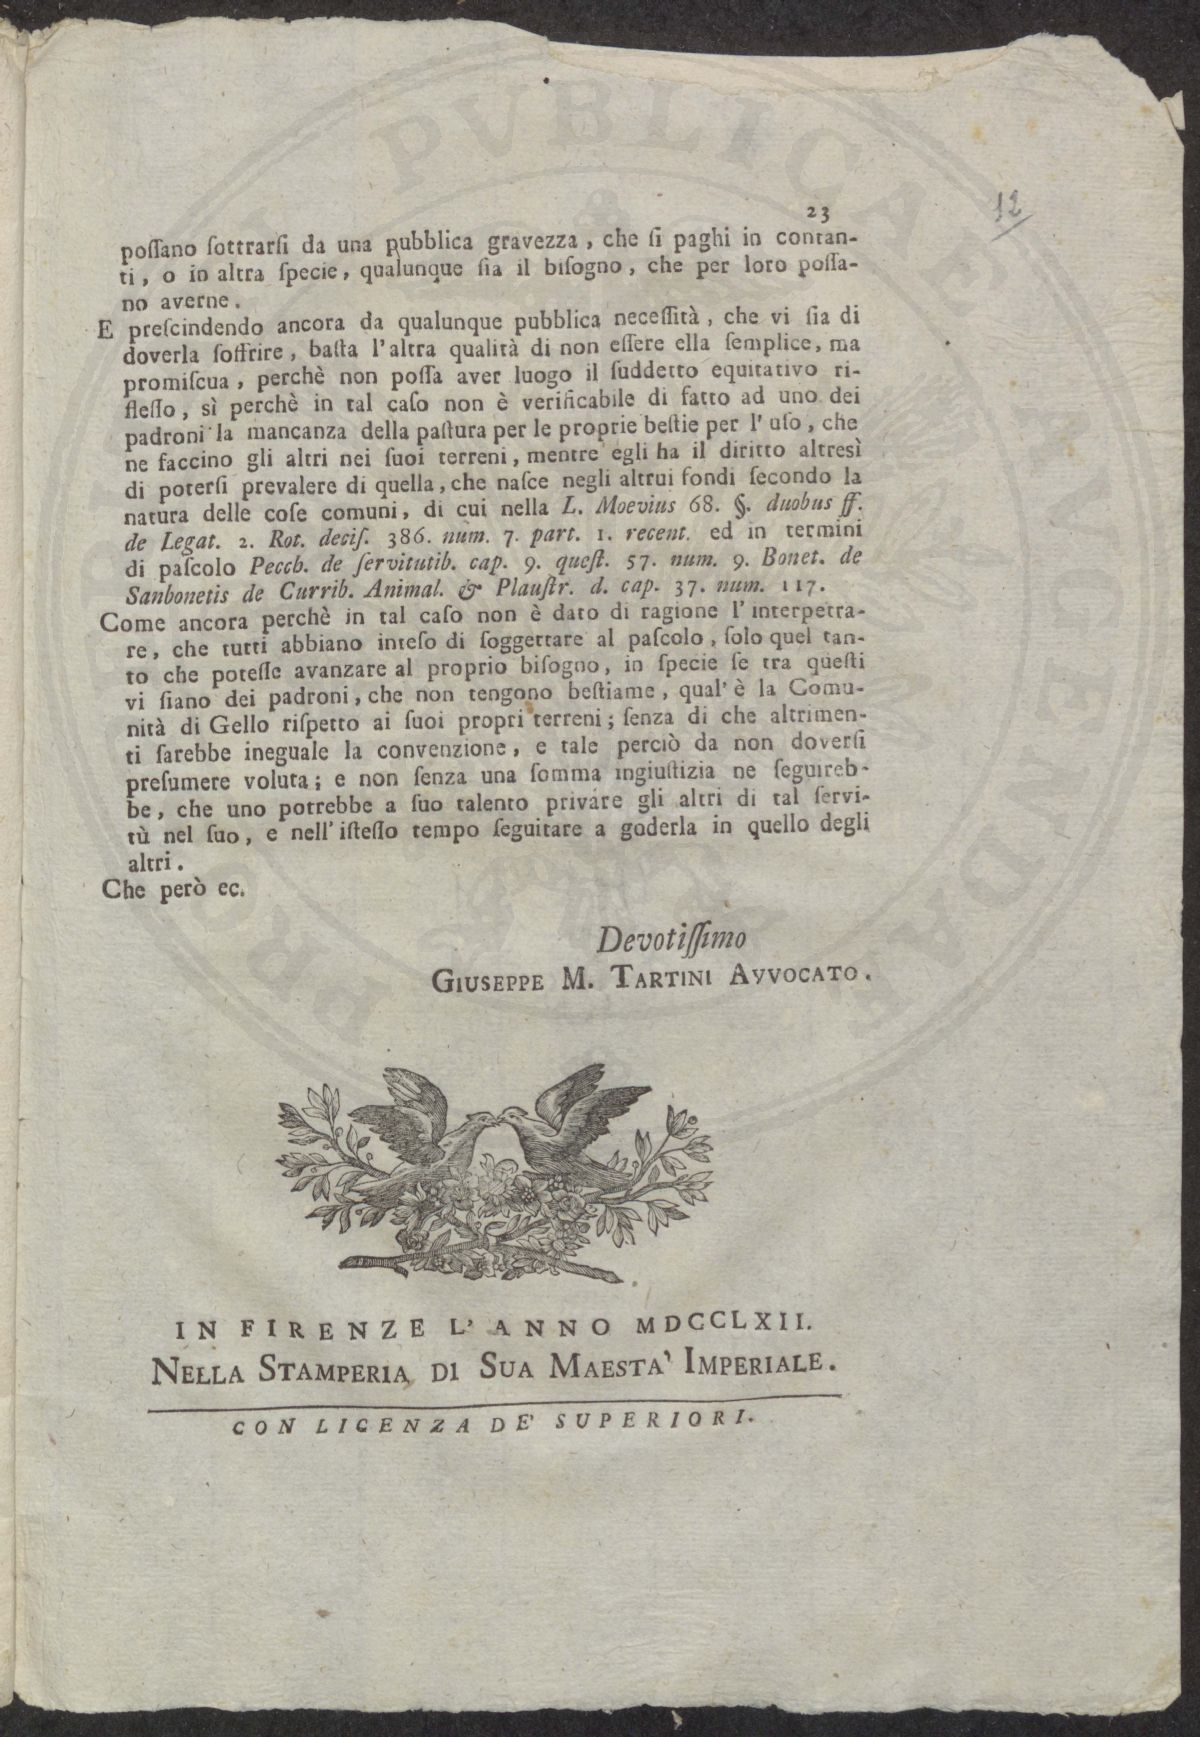 23
12
poſſano ſottrarſi da una pubblica gravezza, che ſi paghi in contan-
ti, o in altra ſpecie, qualunque ſia il biſogno, che per loro poſſa-
no averne.
E preſcindendo ancora da qualunque pubblica neceſſità, che vi ſia di
doverla ſoffrire, baſta l'altra qualità di non eſſere ella ſemplice, ma
promiſcua, perchè non poſſa aver luogo il ſuddetto equitativo ri-
fleſſo, sì perchè in tal caſo non è verificabile di fatto ad uno dei
padroni la mancanza della paſtura per le proprie beſtie per l' uſo, che
ne faccino gli altri nei ſuoi terreni, mentre egli ha il diritto altresì
di poterſi prevalere di quella, che naſce negli altrui fondi ſecondo la
natura delle coſe comuni, di cui nella L. Moevius 68. §. duobus ff.
de Legat. 2. Rot. deciſ. 386. num. 7. part. 1. recent. ed in termini
di paſcolo Peccb. de ſervitutib. cap. 9. queſt. 57. num. 9. Bonet. de
Sanbonetis de Currib. Animal. & Plauſtr. d. cap. 37. num. 117.
Come ancora perchè in tal caſo non è dato di ragione l' interpetra-
re, che tutti abbiano inteſo di ſoggettare al paſcolo, ſolo quel tan-
to che poteſſe avanzare al proprio biſogno, in ſpecie ſe tra queſti
vi ſiano dei padroni, che non tengono beſtiame, qual' è la Comu-
nità di Gello riſpetto ai ſuoi propri terreni; ſenza di che altrimen-
ti ſarebbe ineguale la convenzione, e tale perciò da non doverſi
preſumere voluta; e non ſenza una ſomma ingiuſtizia ne ſeguireb-
be, che uno potrebbe a ſuo talento privare gli altri di tal ſervi-
tù nel ſuo, e nell' iſteſſo tempo ſeguitare a goderla in quello degli
altri.
Che però ec.
Devotiſſimo
GIUSEPPE M. TARTINI AVVOCATO.
IN FIRENZE L' ANNO MDCCLXII.
NELLA STAMPERIA DI SUA MAESTA' IMPERIALE.
CON LICENZA DE' SUPERIORI.